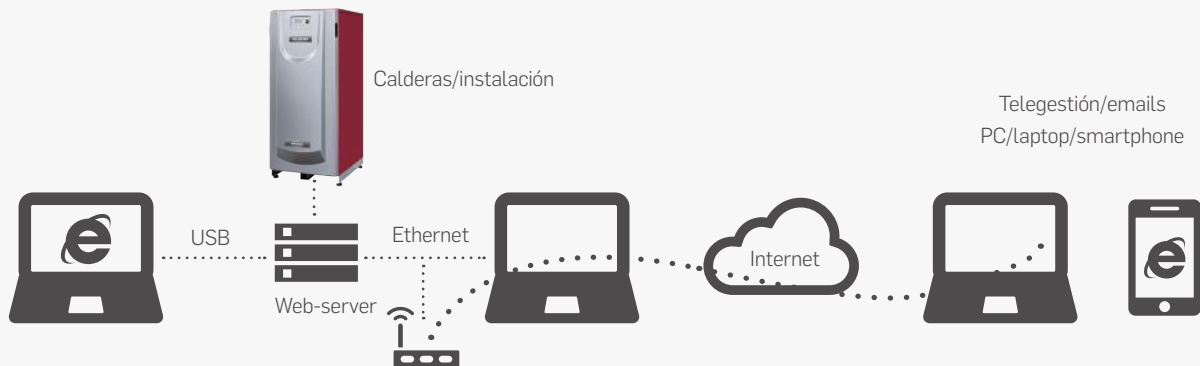 Calderas/instalación
Telegestión/emails
PC/laptop/smartphone
USB
Ethernet
Internet
Web-server